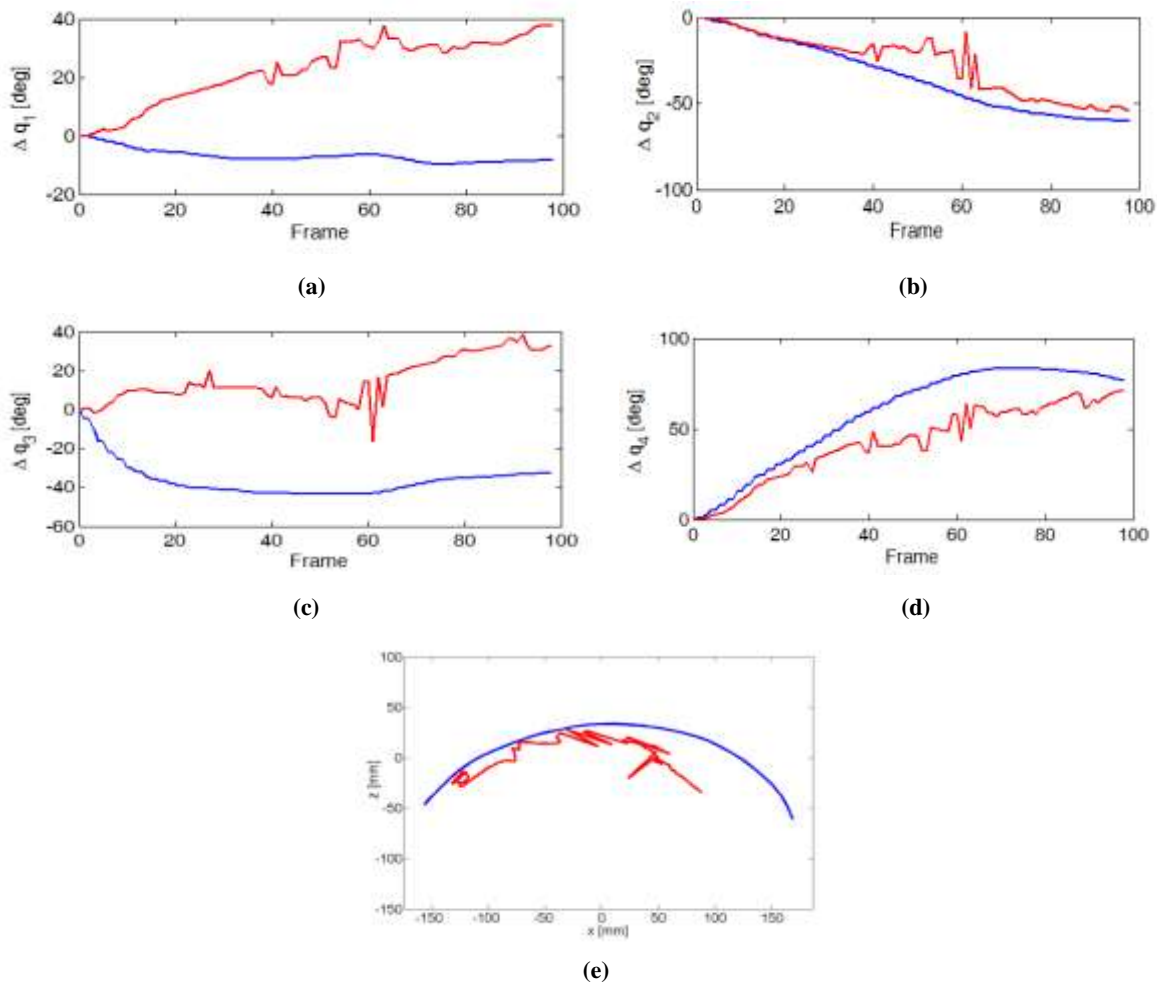 40
20
0
-20
Δ q1 [deg]
0 20 40 60 80 100
Frame
(a)
0
-50
-100
Δ q2 [deg]
0 20 40 60 80 100
Frame
(b)
40
20
0
-20
-40
-60
Δ q3 [deg]
0 20 40 60 80 100
Frame
(c)
100
50
0
Δ q4 [deg]
0 20 40 60 80 100
Frame
(d)
100
50
0
-50
-100
-150
z [mm]
-150 -100 -50 0 50 100 150
x [mm]
(e)